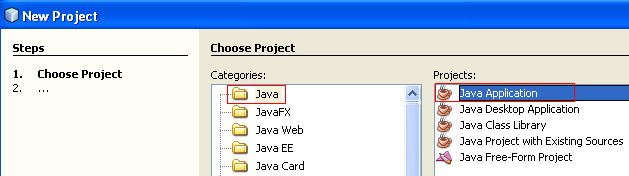 New Project
Steps
1. Choose Project
2. ...
Choose Project
Categories:
Java
JavaFX
Java Web
Java EE
Java Card
Projects:
Java Application
Java Desktop Application
Java Class Library
Java Project with Existing Sources
Java Free-Form Project